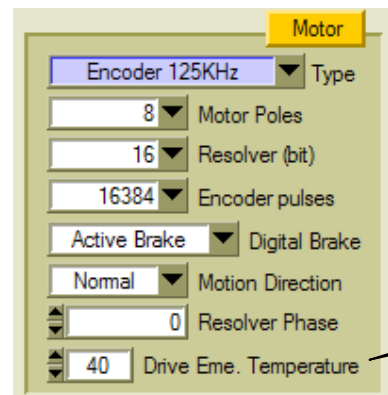 Motor
Encoder 125KHz Type
8 Motor Poles
16 Resolver (bit)
16384 Encoder pulses
Active Brake Digital Brake
Normal Motion Direction
0 Resolver Phase
40 Drive Eme. Temperature